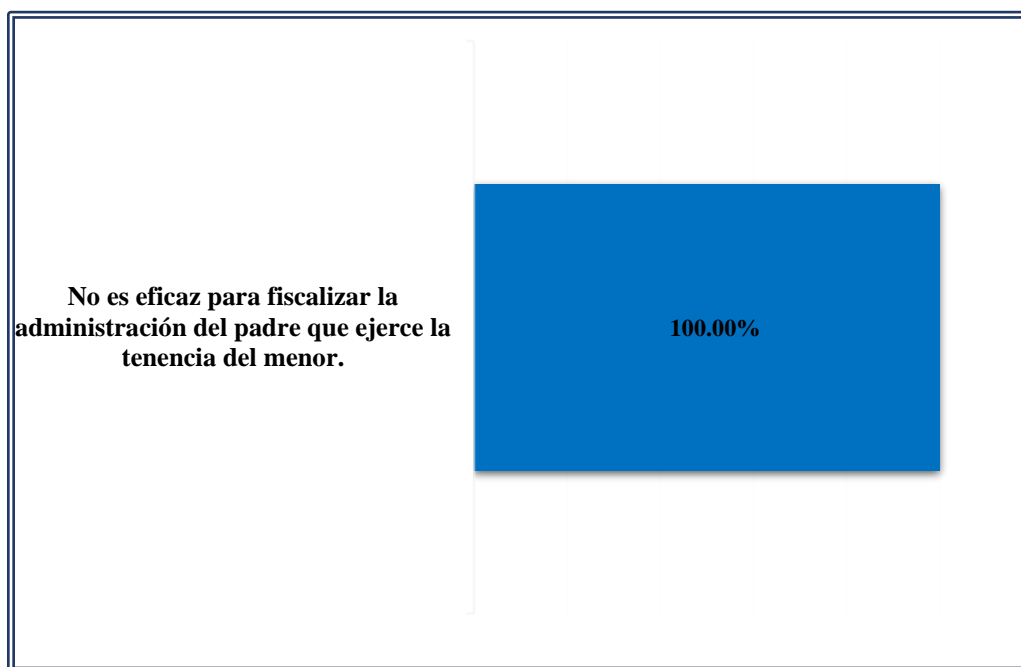 No es eficaz para fiscalizar la
administración del padre que ejerce la
tenencia del menor.
100.00%